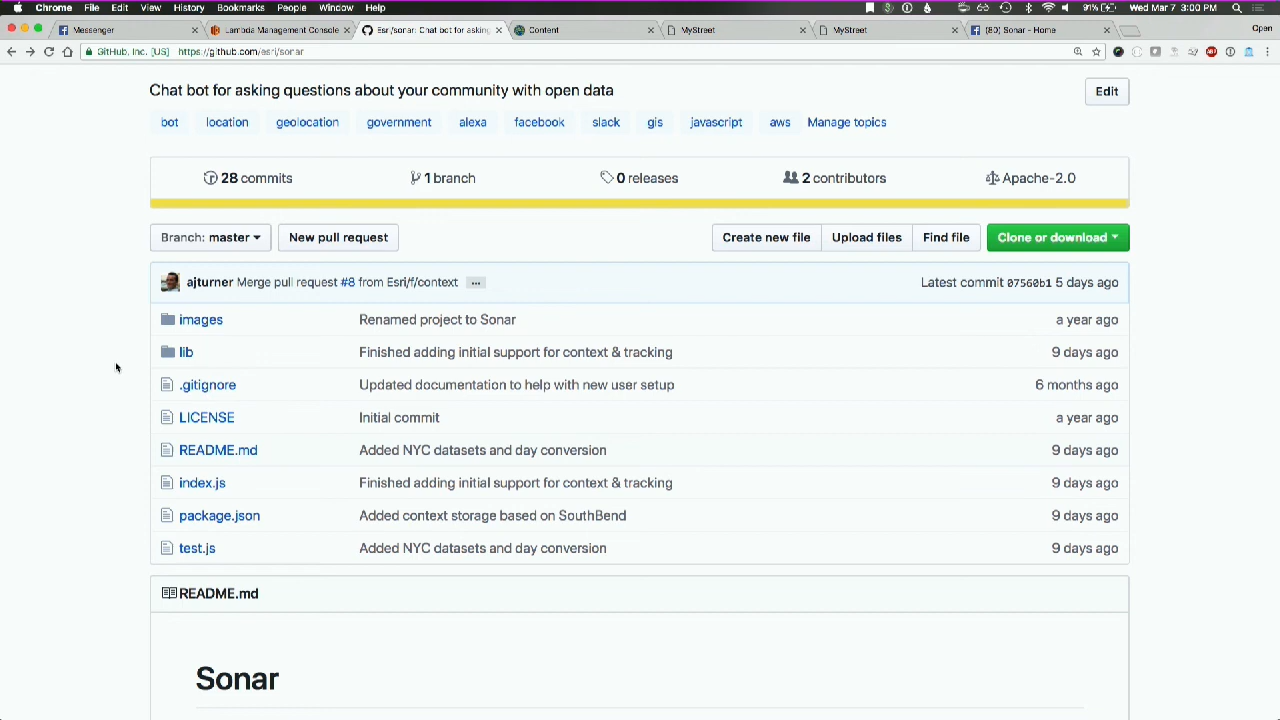 Chrome File Edit View History Bookmarks People Window Help 91% Wed Mar 7 3:00 PM
Messenger Lambda Management Console Esri/sonar: Chat bot for asking Content MyStreet MyStreet (80) Sonar - Home Open
GitHub, Inc. [US] https://github.com/esri/sonar
Chat bot for asking questions about your community with open data Edit
bot location geolocation government alexa facebook slack gis javascript aws Manage topics
28 commits 1 branch 0 releases 2 contributors Apache-2.0
Branch: master New pull request Create new file Upload files Find file Clone or download
ajturner Merge pull request #8 from Esri/f/context ... Latest commit 07560b1 5 days ago
images Renamed project to Sonar a year ago
lib Finished adding initial support for context & tracking 9 days ago
.gitignore Updated documentation to help with new user setup 6 months ago
LICENSE Initial commit a year ago
README.md Added NYC datasets and day conversion 9 days ago
index.js Finished adding initial support for context & tracking 9 days ago
package.json Added context storage based on SouthBend 9 days ago
test.js Added NYC datasets and day conversion 9 days ago
README.md
Sonar